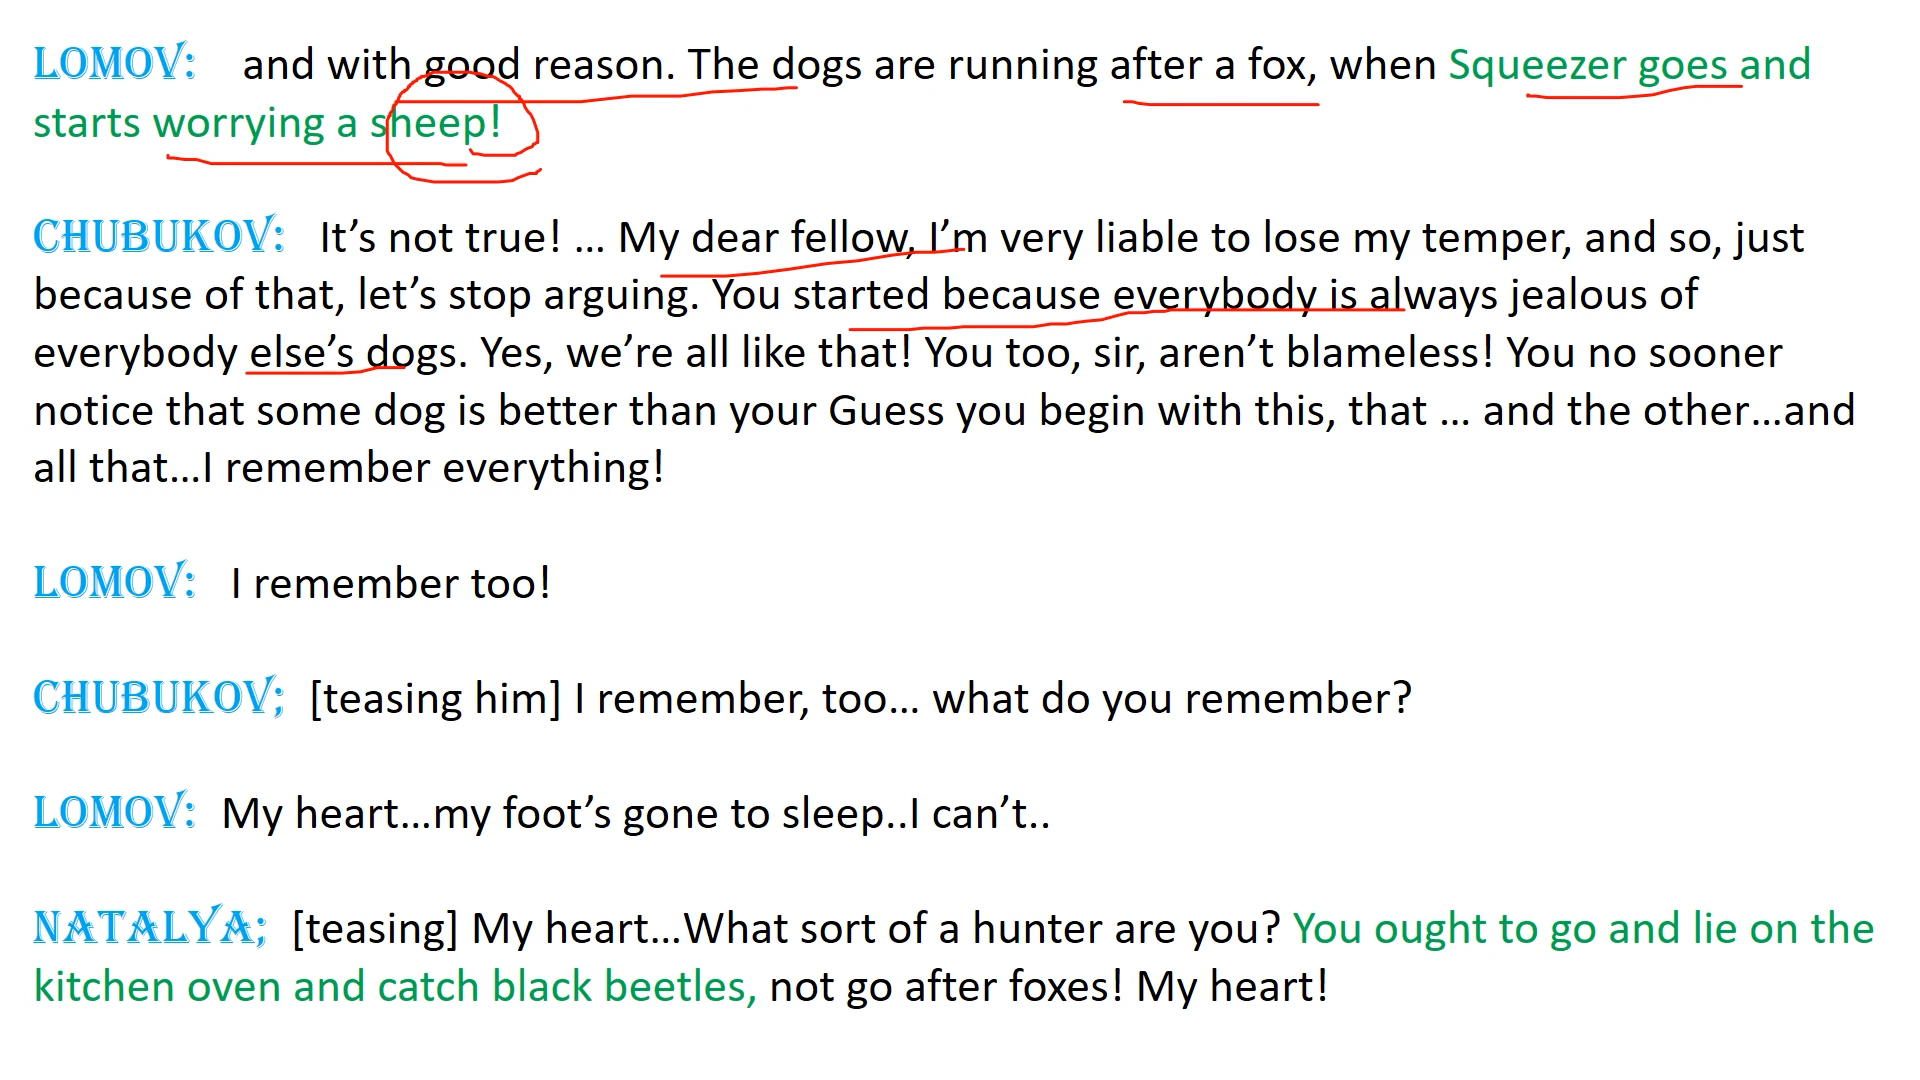 LOMOV: and with good reason. The dogs are running after a fox, when Squeezer goes and
starts worrying a sheep!
CHUBUKOV: It’s not true! … My dear fellow, I’m very liable to lose my temper, and so, just
because of that, let’s stop arguing. You started because everybody is always jealous of
everybody else’s dogs. Yes, we’re all like that! You too, sir, aren’t blameless! You no sooner
notice that some dog is better than your Guess you begin with this, that … and the other…and
all that…I remember everything!
LOMOV: I remember too!
CHUBUKOV; [teasing him] I remember, too… what do you remember?
LOMOV: My heart…my foot’s gone to sleep..I can’t..
NATALYA; [teasing] My heart…What sort of a hunter are you? You ought to go and lie on the
kitchen oven and catch black beetles, not go after foxes! My heart!